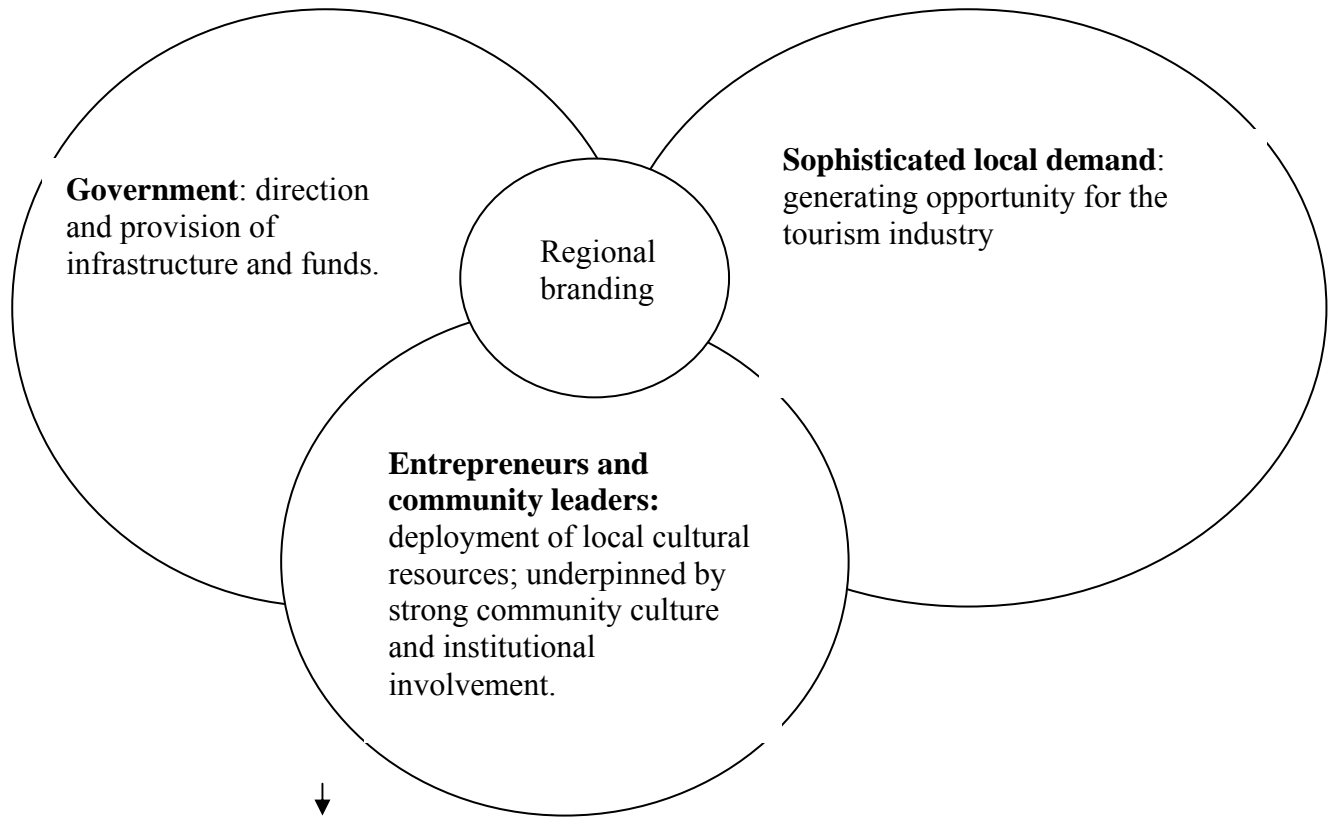 Government: direction
and provision of
infrastructure and funds.
Regional
branding
Sophisticated local demand:
generating opportunity for the
tourism industry
Entrepreneurs and
community leaders:
deployment of local cultural
resources; underpinned by
strong community culture
and institutional
involvement.